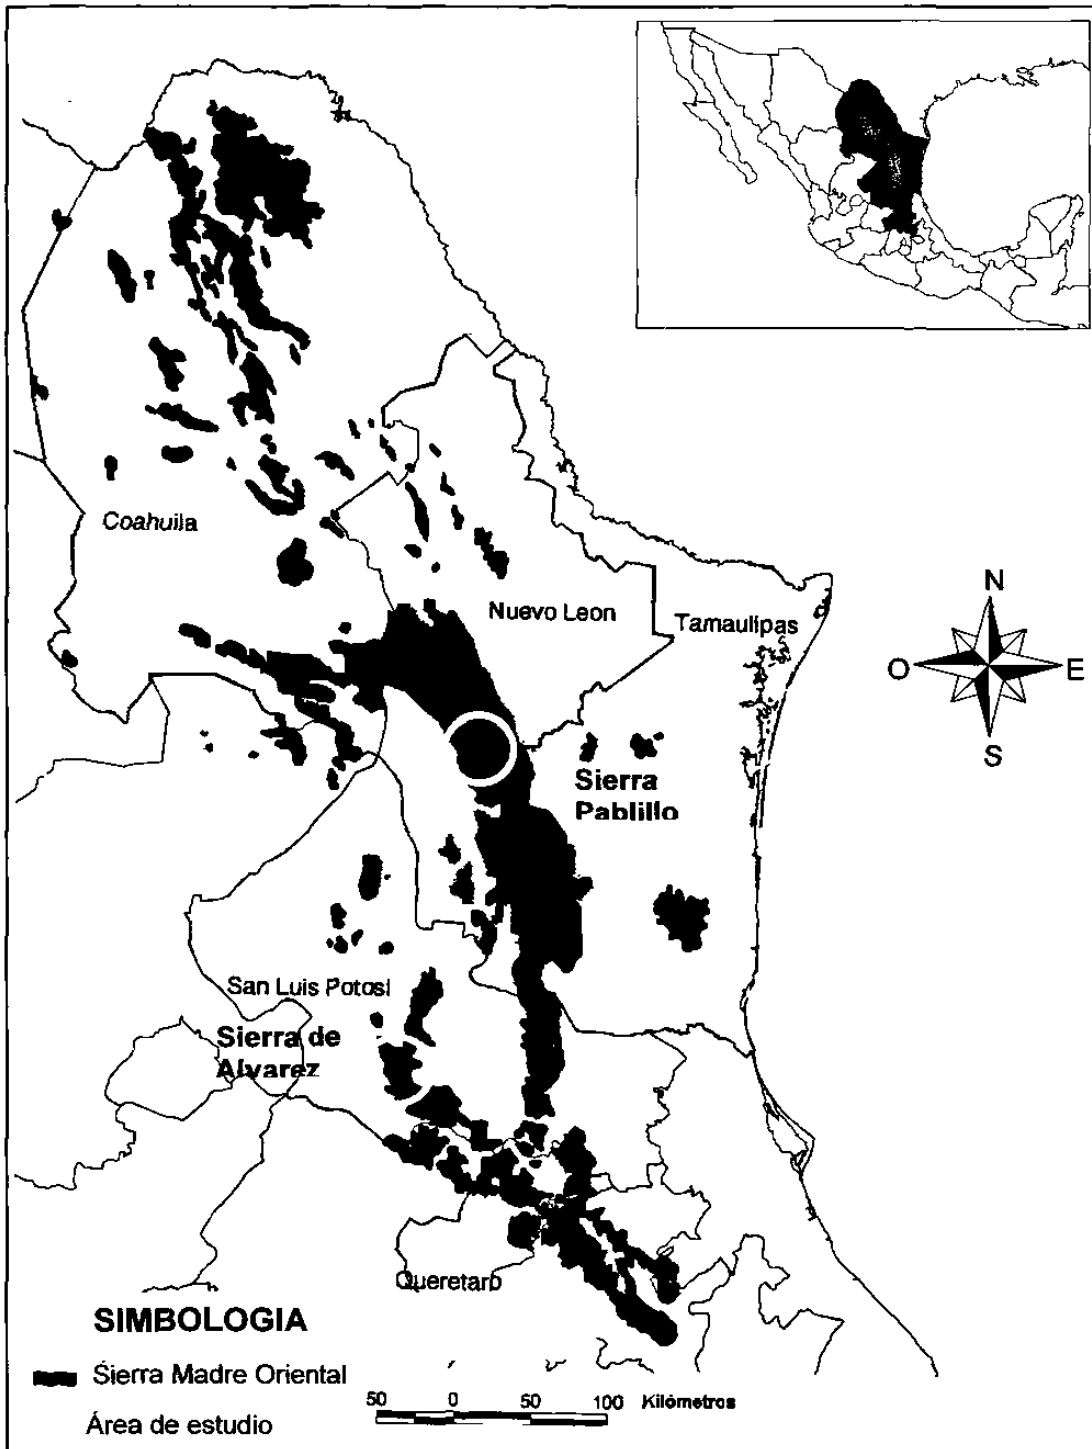 Coahuila
Nuevo Leon
Tamaulipas
N
O
E
S
Sierra
Pablillo
San Luis Potosi
Sierra de
Alvarez
Queretaro
SIMBOLOGIA
Sierra Madre Oriental
Área de estudio
50 0 50 100 Kilómetros